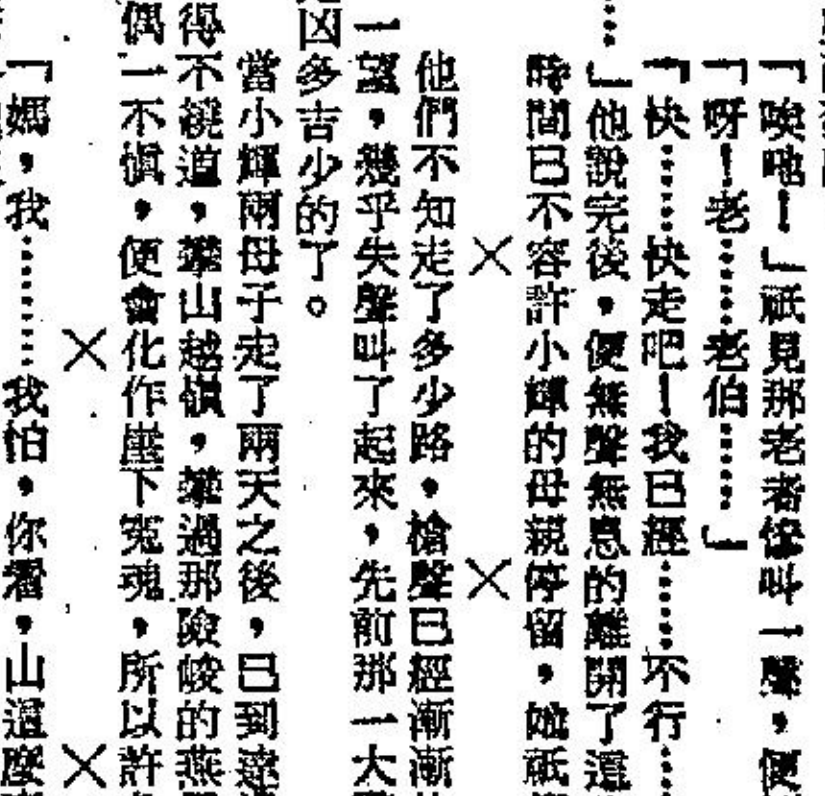 「唉吔！」祇見那老者慘叫一聲，便
「呀！老………老伯……」
「快………快走吧！我已經………不行…
…」他說完後，便無聲無息的離開了這
時間已不容許小輝的母親停留，她祇
×　×
他們不知走了多少路，槍聲已經漸漸
一望，幾乎失聲叫了起來，先前那一大
凶多吉少的了。
當小輝兩母子走了兩天之後，已到達
得不繞道，攀山越嶺，攀過那險峻的燕
偶一不慎，便會化作崖下冤魂，所以許
×　×
「媽，我…………我怕，你看，山這麼